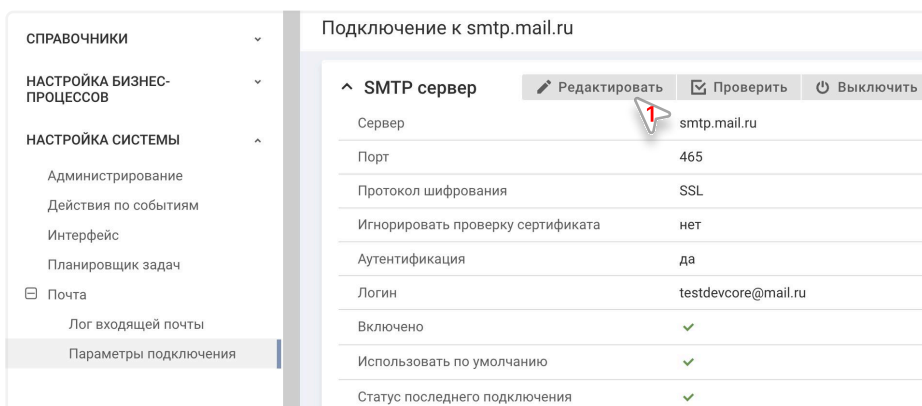 СПРАВОЧНИКИ
НАСТРОЙКА БИЗНЕС-
ПРОЦЕССОВ
НАСТРОЙКА СИСТЕМЫ
Администрирование
Действия по событиям
Интерфейс
Планировщик задач
Почта
Лог входящей почты
Параметры подключения
Подключение к smtp.mail.ru
SMTP сервер
Редактировать
Проверить
Выключить
1
Сервер smtp.mail.ru
Порт 465
Протокол шифрования SSL
Игнорировать проверку сертификата нет
Аутентификация да
Логин testdevcore@mail.ru
Включено
Использовать по умолчанию
Статус последнего подключения